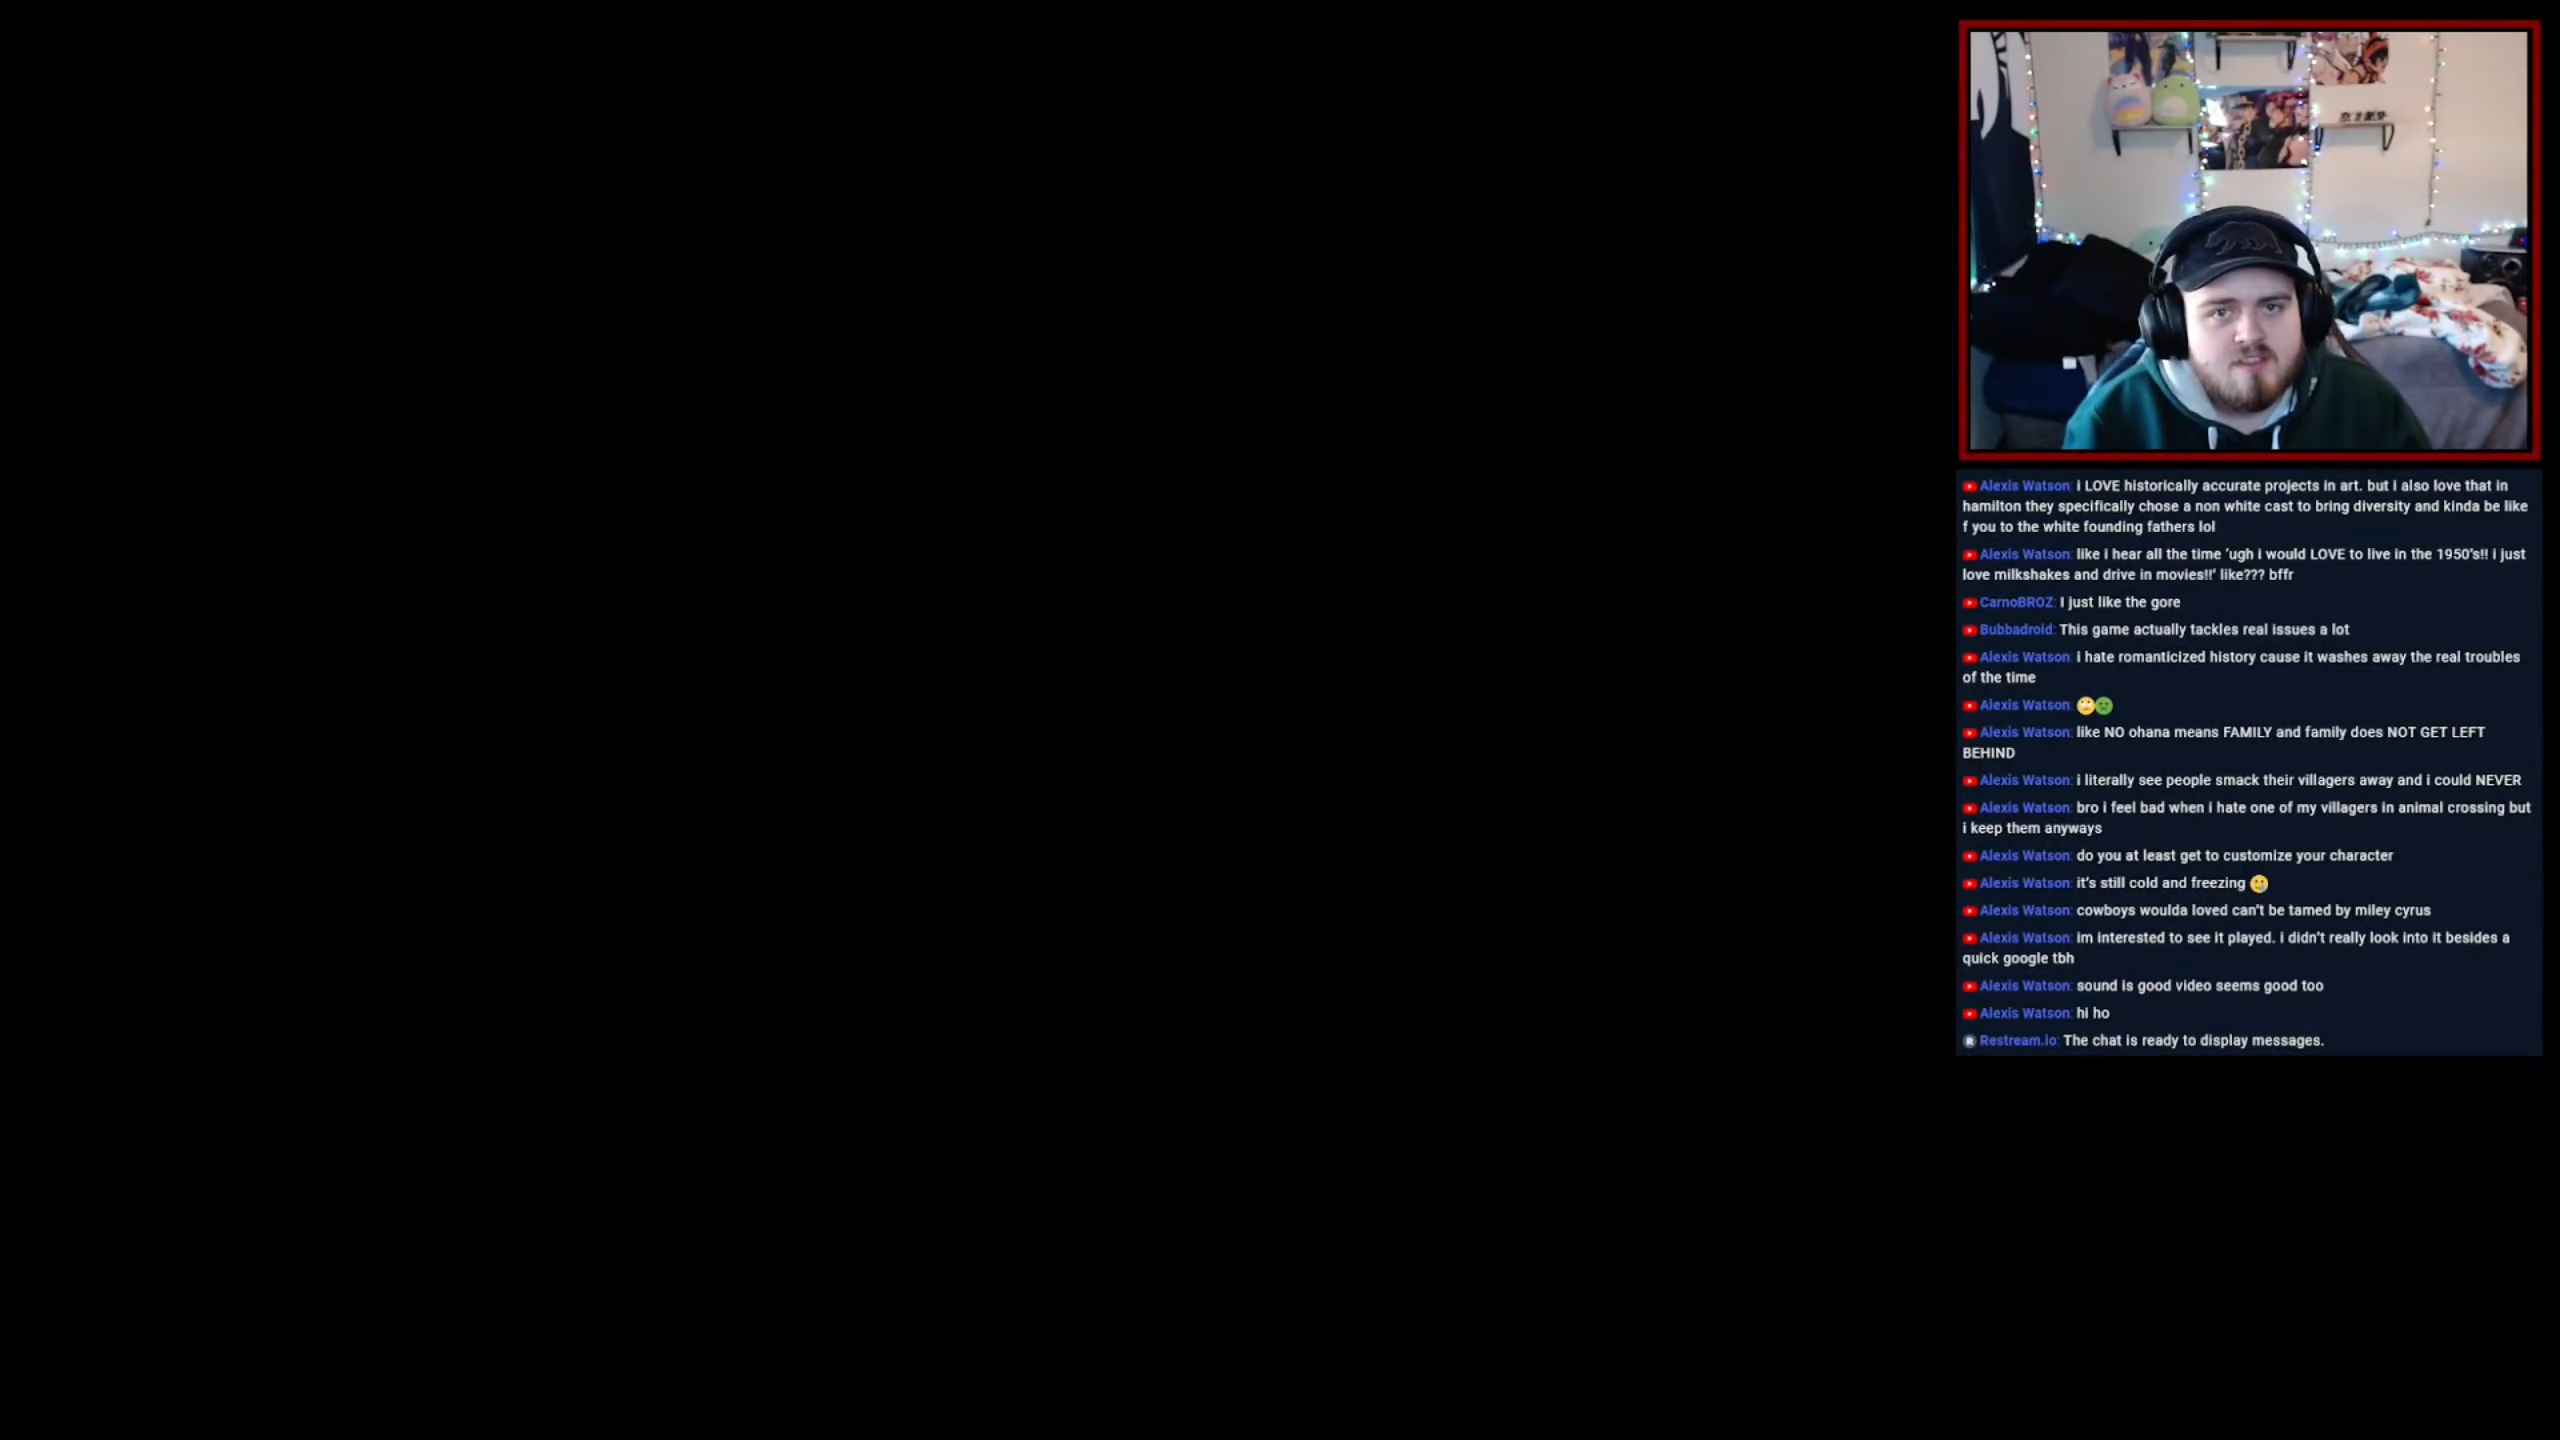 Alexis Watson: i LOVE historically accurate projects in art. but i also love that in
hamilton they specifically chose a non white cast to bring diversity and kinda be like
f you to the white founding fathers lol
Alexis Watson: like i hear all the time ‘ugh i would LOVE to live in the 1950’s!! i just
love milkshakes and drive in movies!!’ like??? bffr
CarnoBROZ: I just like the gore
Bubbadroid: This game actually tackles real issues a lot
Alexis Watson: i hate romanticized history cause it washes away the real troubles
of the time
Alexis Watson: 🙄🤢
Alexis Watson: like NO ohana means FAMILY and family does NOT GET LEFT
BEHIND
Alexis Watson: i literally see people smack their villagers away and i could NEVER
Alexis Watson: bro i feel bad when i hate one of my villagers in animal crossing but
i keep them anyways
Alexis Watson: do you at least get to customize your character
Alexis Watson: it’s still cold and freezing 🥲
Alexis Watson: cowboys woulda loved can’t be tamed by miley cyrus
Alexis Watson: im interested to see it played. i didn’t really look into it besides a
quick google tbh
Alexis Watson: sound is good video seems good too
Alexis Watson: hi ho
R Restream.io: The chat is ready to display messages.